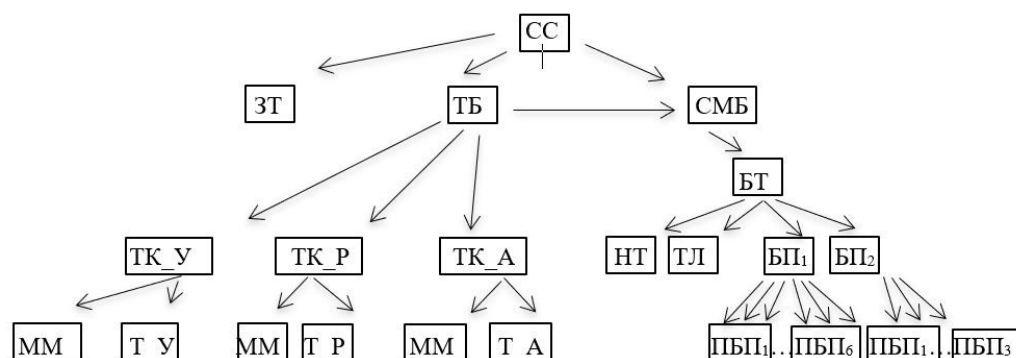 СС
ЗТ ТБ СМБ
БТ
ТК_У ТК_Р ТК_А НТ ТЛ БП₁ БП₂
ММ Т_У ММ Т_Р ММ Т_А ПБП₁...ПБП₆ ПБП₁...ПБП₃